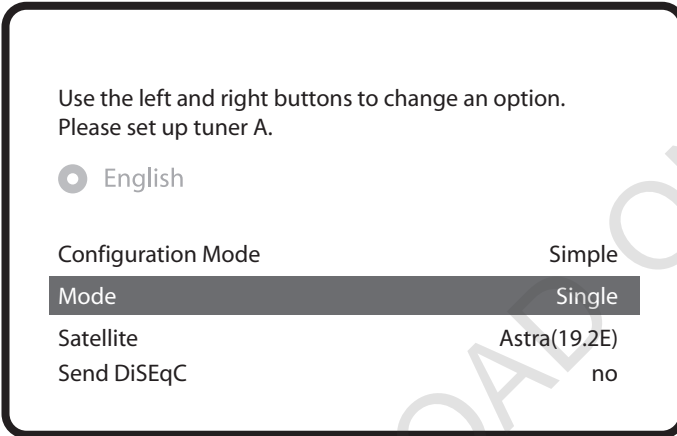 Use the left and right buttons to change an option.
Please set up tuner A.
English
Configuration Mode Simple
Mode Single
Satellite Astra(19.2E)
Send DiSEqC no